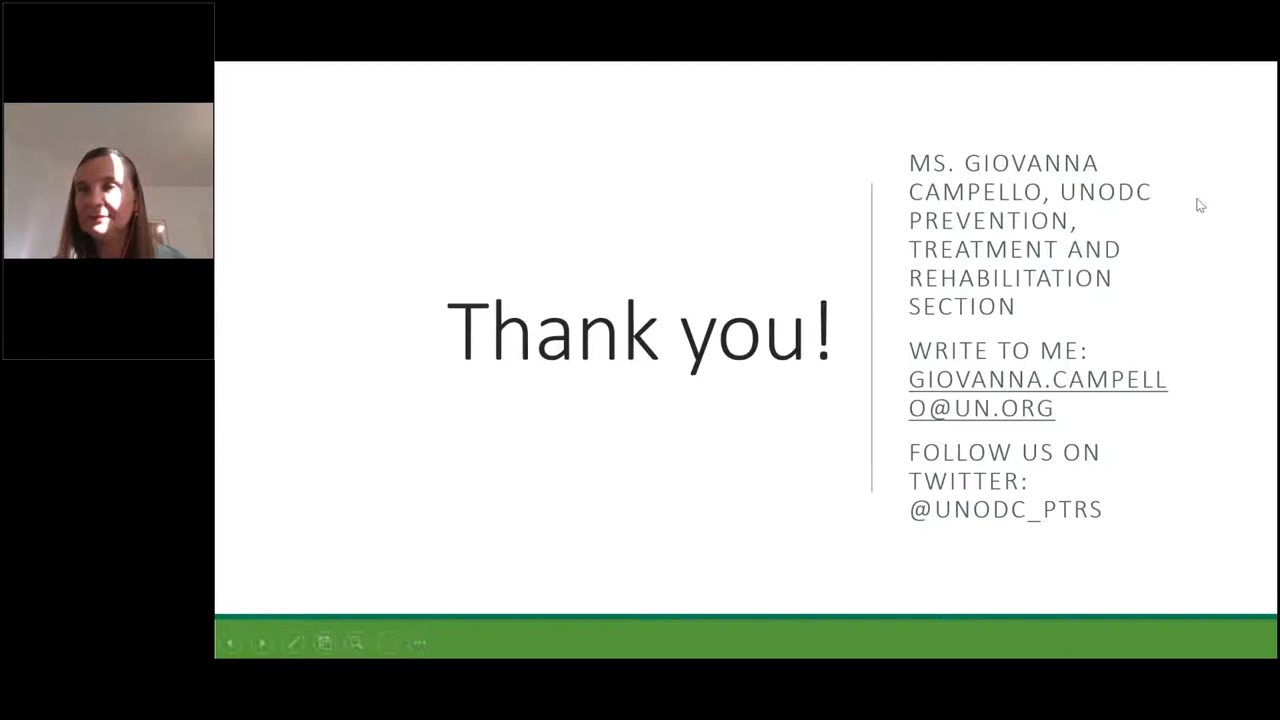 Thank you!
MS. GIOVANNA
CAMPELLO, UNODC
PREVENTION,
TREATMENT AND
REHABILITATION
SECTION
WRITE TO ME:
GIOVANNA.CAMPELL
O@UN.ORG
FOLLOW US ON
TWITTER:
@UNODC_PTRS